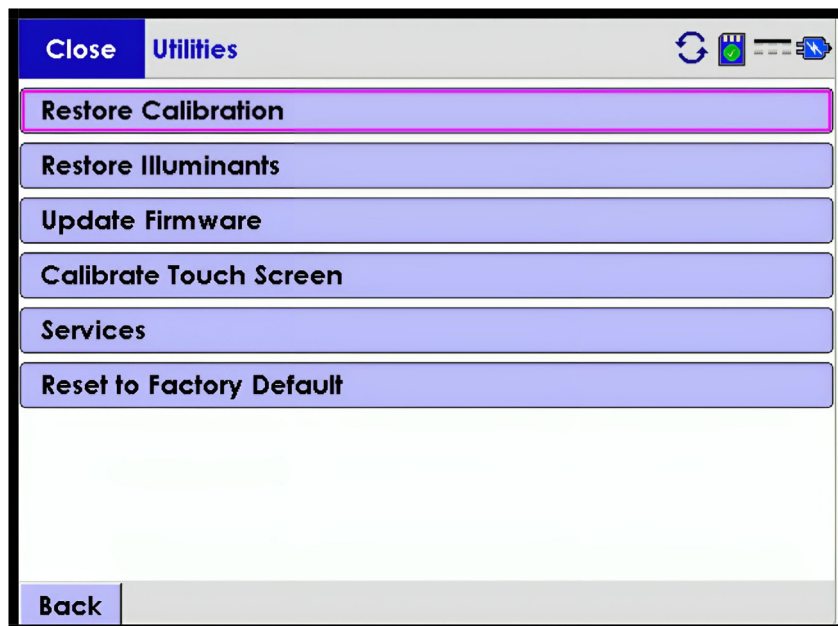 Close Utilities
Restore Calibration
Restore Illuminants
Update Firmware
Calibrate Touch Screen
Services
Reset to Factory Default
Back